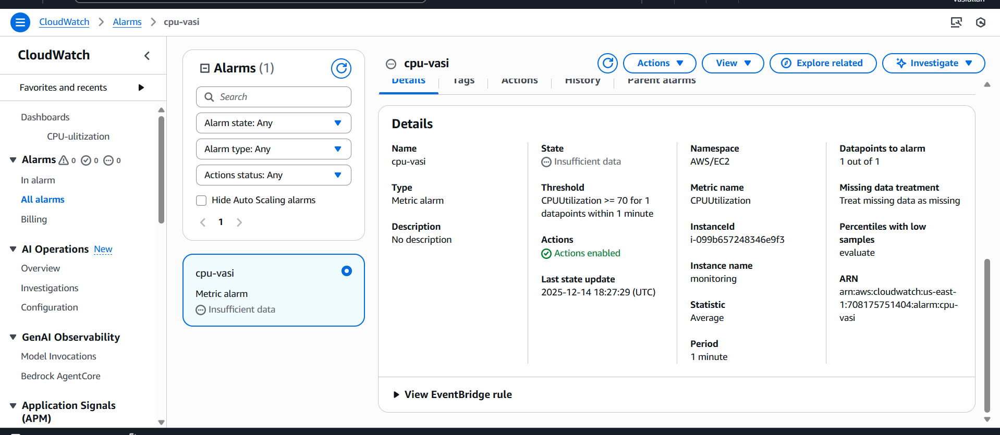 CloudWatch > Alarms > cpu-vasi
CloudWatch
Favorites and recents
Dashboards
CPU-ulitization
Alarms 0 0 0
In alarm
All alarms
Billing
AI Operations New
Overview
Investigations
Configuration
GenAI Observability
Model Invocations
Bedrock AgentCore
Application Signals
(APM)
Alarms (1)
Search
Alarm state: Any
Alarm type: Any
Actions status: Any
Hide Auto Scaling alarms
1
cpu-vasi
Metric alarm
Insufficient data
cpu-vasi
Actions
View
Explore related
Investigate
Details Tags Actions History Parent alarms
Details
Name
cpu-vasi
Type
Metric alarm
Description
No description
State
Insufficient data
Threshold
CPUUtilization >= 70 for 1
datapoints within 1 minute
Actions
Actions enabled
Last state update
2025-12-14 18:27:29 (UTC)
Namespace
AWS/EC2
Metric name
CPUUtilization
InstanceId
i-099b657248346e9f3
Instance name
monitoring
Statistic
Average
Period
1 minute
Datapoints to alarm
1 out of 1
Missing data treatment
Treat missing data as missing
Percentiles with low
samples
evaluate
ARN
arn:aws:cloudwatch:us-east-
1:708175751404:alarm:cpu-
vasi
View EventBridge rule